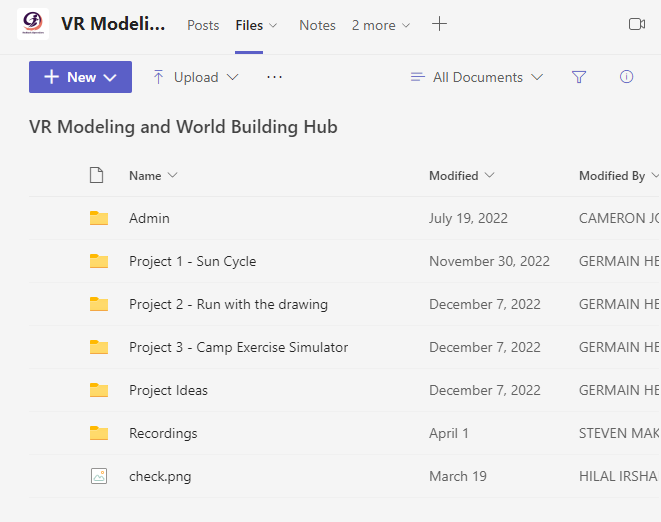 VR Modeli...
Posts
Files
Notes
2 more
New
Upload
...
All Documents
VR Modeling and World Building Hub
Name Modified Modified By
Admin July 19, 2022 CAMERON JO
Project 1 - Sun Cycle November 30, 2022 GERMAIN HE
Project 2 - Run with the drawing December 7, 2022 GERMAIN HE
Project 3 - Camp Exercise Simulator December 7, 2022 GERMAIN HE
Project Ideas December 7, 2022 GERMAIN HE
Recordings April 1 STEVEN MAK
check.png March 19 HILAL IRSHA